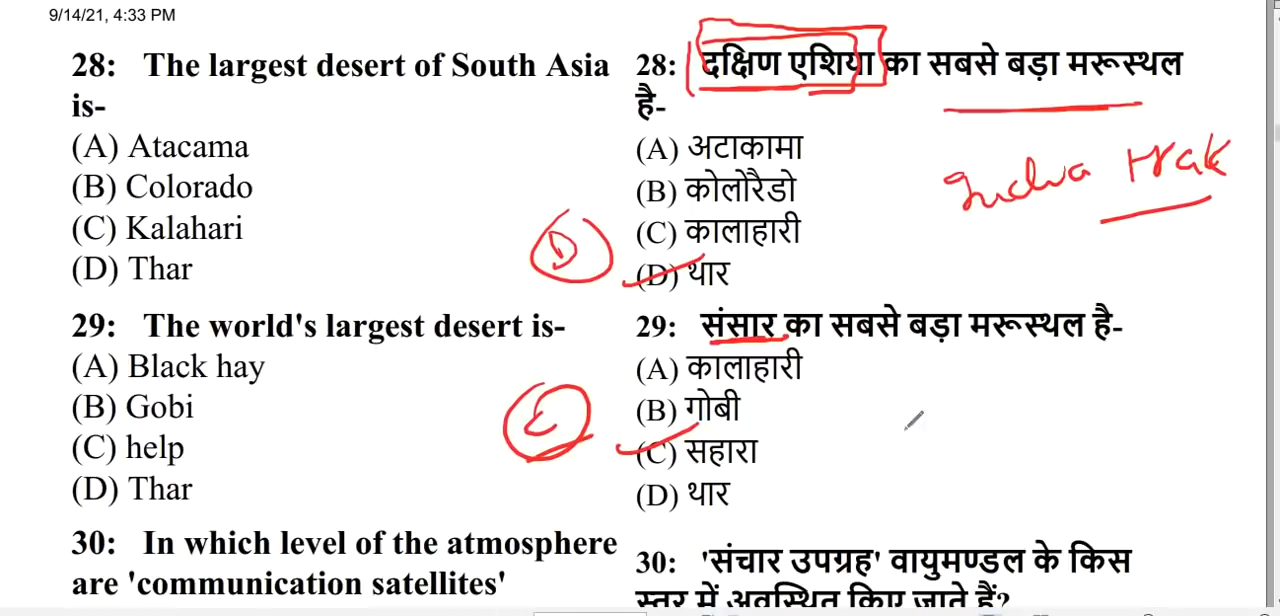 9/14/21, 4:33 PM
28: The largest desert of South Asia
is-
(A) Atacama
(B) Colorado
(C) Kalahari
(D) Thar
29: The world's largest desert is-
(A) Black hay
(B) Gobi
(C) help
(D) Thar
30: In which level of the atmosphere
are 'communication satellites'
28: दक्षिण एशिया का सबसे बड़ा मरूस्थल
है-
(A) अटाकामा
(B) कोलोरैडो
(C) कालाहारी
(D) थार
D
29: संसार का सबसे बड़ा मरूस्थल है-
(A) कालाहारी
(B) गोबी
(C) सहारा
(D) थार
30: 'संचार उपग्रह' वायुमण्डल के किस
स्तर में अवस्थित किए जाते हैं?